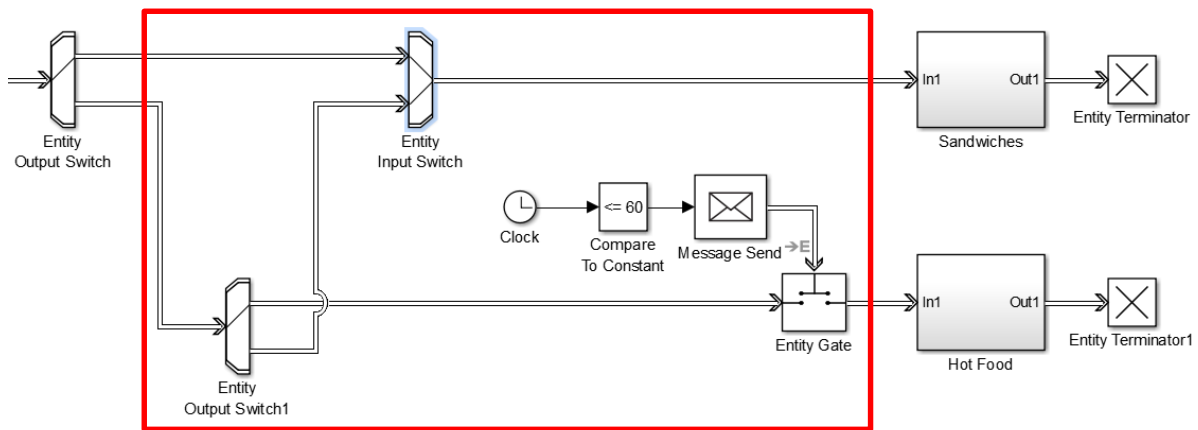 Entity
Output Switch
Entity
Input Switch
In1
Out1
Sandwiches
Entity Terminator
Clock
<= 60
Compare
To Constant
Message Send
E
Entity Gate
In1
Out1
Hot Food
Entity Terminator1
Entity
Output Switch1